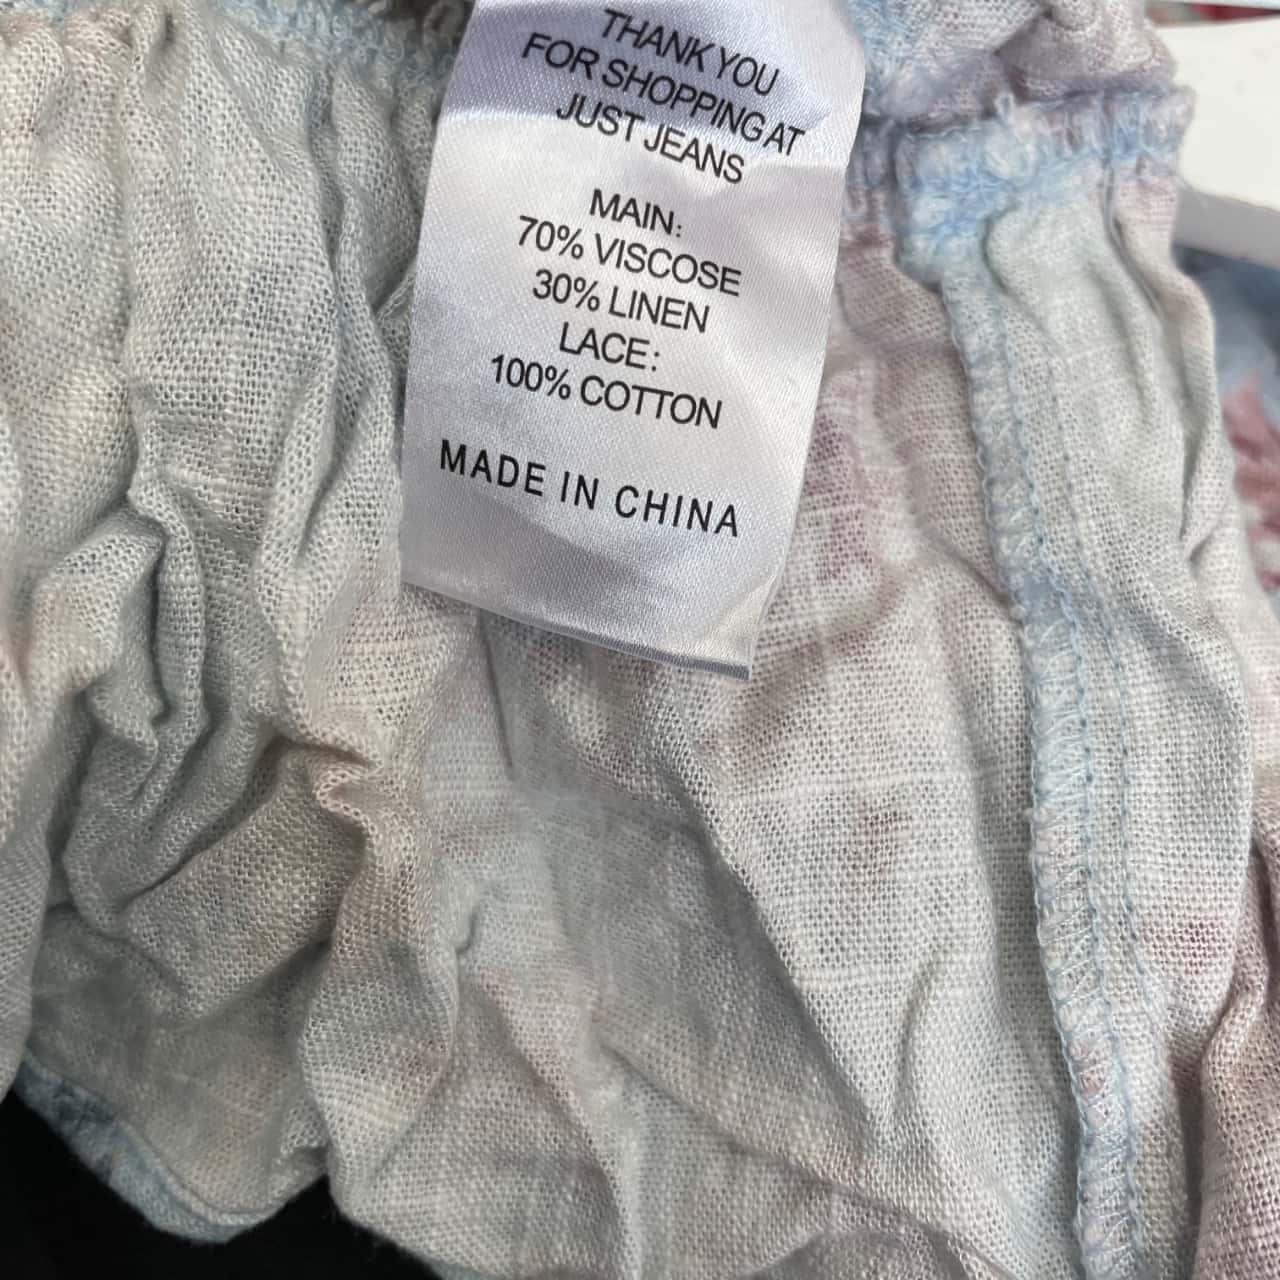 THANK YOU
FOR SHOPPING AT
JUST JEANS
MAIN:
70% VISCOSE
30% LINEN
LACE:
100% COTTON
MADE IN CHINA